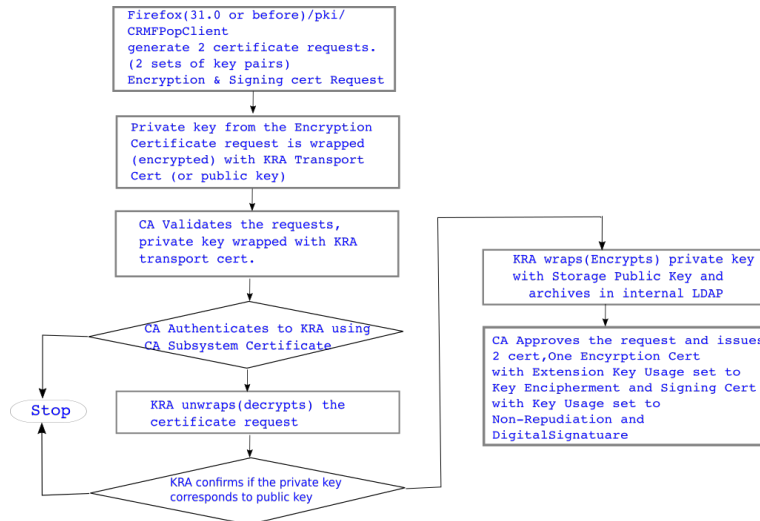 Firefox(31.0 or before)/pki/
CRMFPopClient
generate 2 certificate requests.
(2 sets of key pairs)
Encryption & Signing cert Request
Private key from the Encryption
Certificate request is wrapped
(encrypted) with KRA Transport
Cert (or public key)
CA Validates the requests,
private key wrapped with KRA
transport cert.
CA Authenticates to KRA using
CA Subsystem Certificate
Stop
KRA unwraps(decrypts) the
certificate request
KRA confirms if the private key
corresponds to public key
KRA wraps(Encrypts) private key
with Storage Public Key and
archives in internal LDAP
CA Approves the request and issues
2 cert,One Encyrption Cert
with Extension Key Usage set to
Key Encipherment and Signing Cert
with Key Usage set to
Non-Repudiation and
DigitalSignatuare